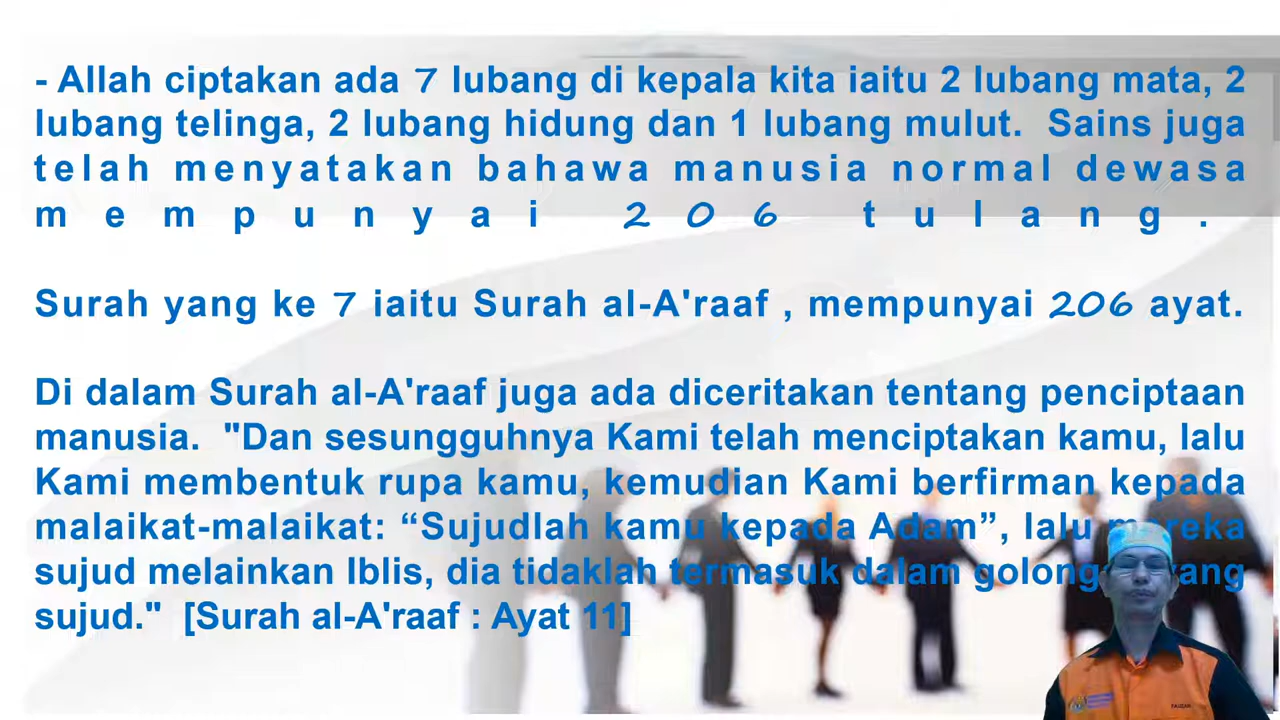 - Allah ciptakan ada 7 lubang di kepala kita iaitu 2 lubang mata, 2
lubang telinga, 2 lubang hidung dan 1 lubang mulut. Sains juga
telah menyatakan bahawa manusia normal dewasa
mempunyai 206 tulang.
Surah yang ke 7 iaitu Surah al-A'raaf , mempunyai 206 ayat.
Di dalam Surah al-A'raaf juga ada diceritakan tentang penciptaan
manusia. "Dan sesungguhnya Kami telah menciptakan kamu, lalu
Kami membentuk rupa kamu, kemudian Kami berfirman kepada
malaikat-malaikat: “Sujudlah kamu kepada Adam”, lalu mereka
sujud melainkan Iblis, dia tidaklah termasuk dalam yang
sujud." [Surah al-A'raaf : Ayat 11]
FAUZAN